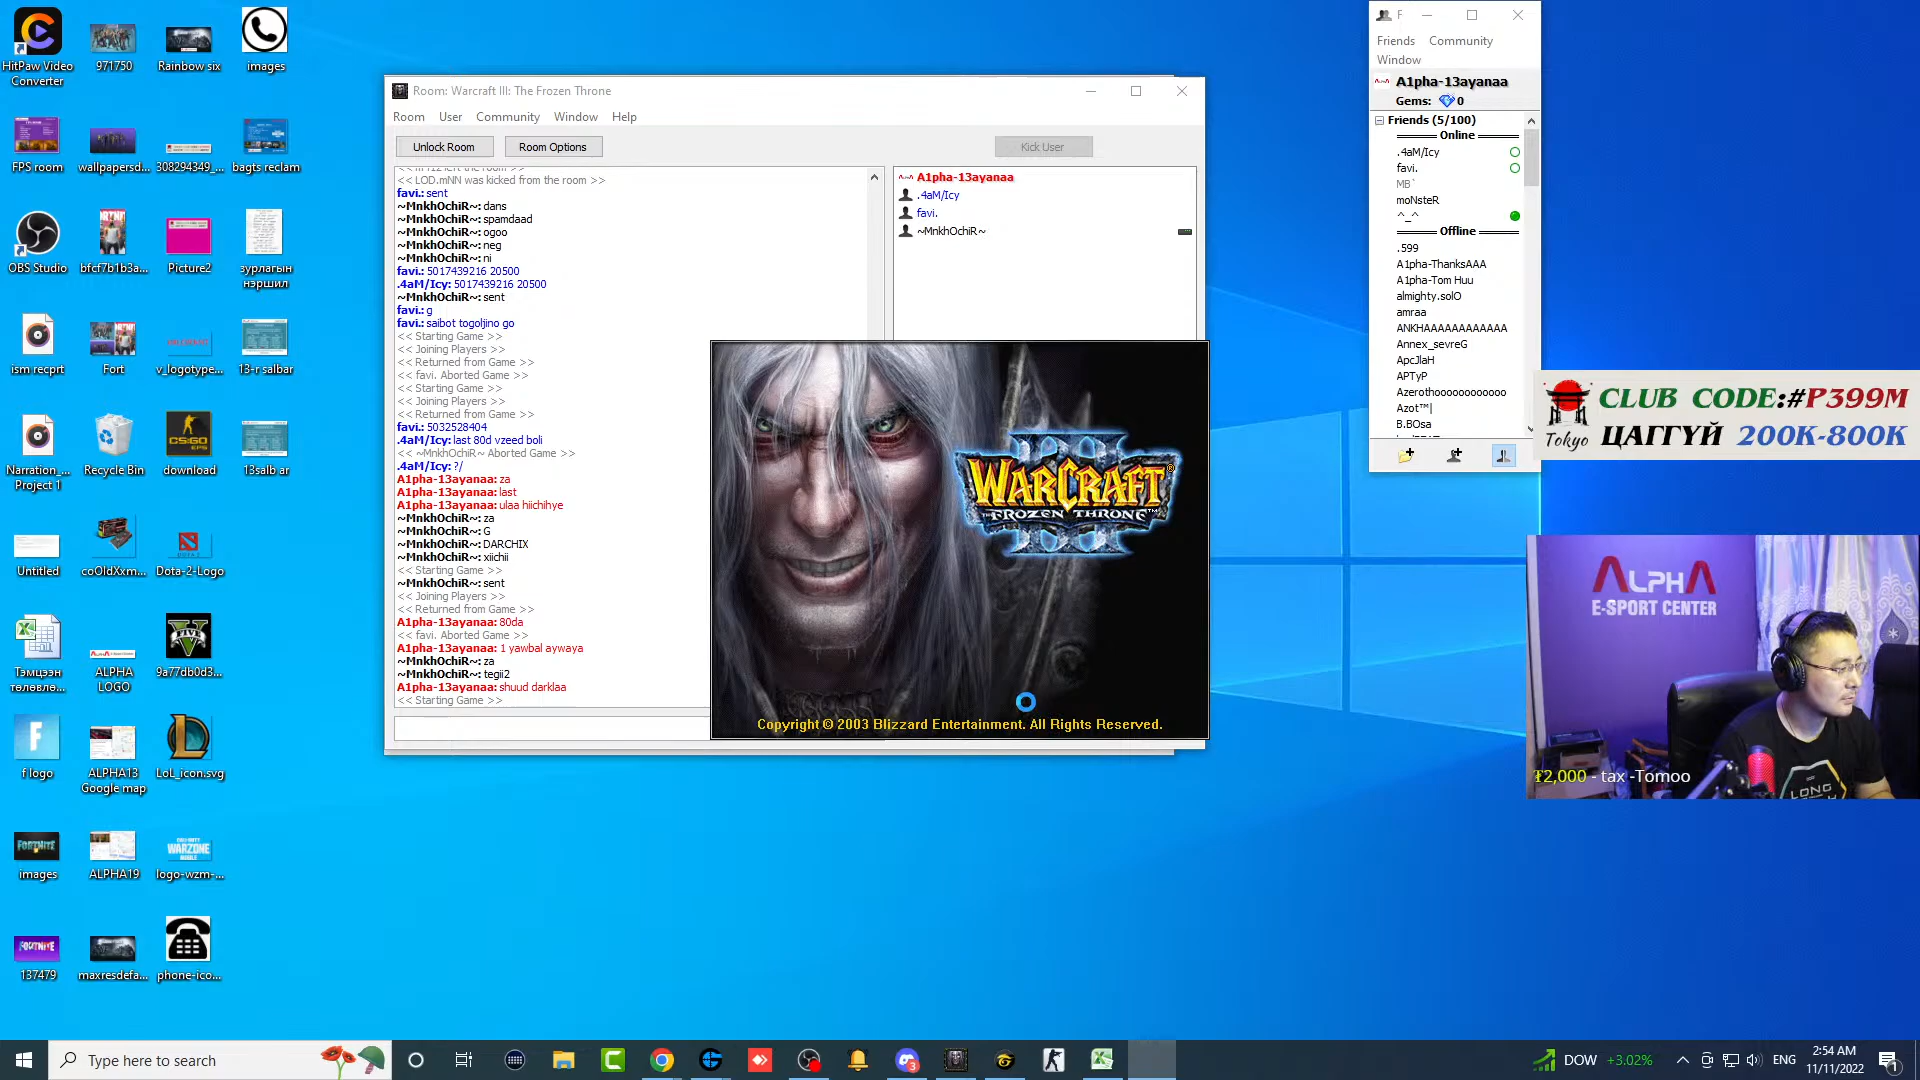 HitPaw Video
Converter
971750
Rainbow six
images
FPS room
wallpapersd...
308294349_...
bagts reclam
OBS Studio
bfcf7b1b3a...
Picture2
зурлагын
нэршил
ism recprt
Fort
v_logotype...
13-r salbar
Narration_...
Project 1
Recycle Bin
download
13salb ar
Untitled
coOldXxm...
Dota-2-Logo
Тэмцээн
төлөвлө...
ALPHA
LOGO
9a77db0d3...
f logo
ALPHA13
Google map
LoL_icon.svg
images
ALPHA19
logo-wzm-...
137479
maxresdefa...
phone-ico...
Room: Warcraft III: The Frozen Throne
Room User Community Window Help
Unlock Room Room Options Kick User
<< LOD.mNN was kicked from the room >>
favi.: sent
~MnkhOchiR~: dans
~MnkhOchiR~: spamdaad
~MnkhOchiR~: ogoo
~MnkhOchiR~: neg
~MnkhOchiR~: ni
favi.: 5017439216 20500
.4aM/Icy: 5017439216 20500
~MnkhOchiR~: sent
favi.: g
favi.: saibot togoljino go
<< Starting Game >>
<< Joining Players >>
<< Returned from Game >>
<< favi. Aborted Game >>
<< Starting Game >>
<< Joining Players >>
<< Returned from Game >>
favi.: 5032528404
.4aM/Icy: last 80d vzeed boli
<< ~MnkhOchiR~ Aborted Game >>
.4aM/Icy: ?/
A1pha-13ayanaa: za
A1pha-13ayanaa: last
A1pha-13ayanaa: ulaa hiichihye
~MnkhOchiR~: za
~MnkhOchiR~: G
~MnkhOchiR~: DARCHIX
~MnkhOchiR~: xiichii
<< Starting Game >>
~MnkhOchiR~: sent
<< Joining Players >>
<< Returned from Game >>
A1pha-13ayanaa: 80da
<< favi. Aborted Game >>
A1pha-13ayanaa: 1 yawbal aywaya
~MnkhOchiR~: za
~MnkhOchiR~: tegii2
A1pha-13ayanaa: shuud darklaa
<< Starting Game >>
A1pha-13ayanaa
.4aM/Icy
favi.
~MnkhOchiR~
WARCRAFT
III
FROZEN THRONE
Copyright © 2003 Blizzard Entertainment. All Rights Reserved.
F
Friends Community
Window
A1pha-13ayanaa
Gems: 0
Friends (5/100)
Online
.4aM/Icy
favi.
MB`
moNsteR
^_^
Offline
.599
A1pha-ThanksAAA
A1pha-Tom Huu
almighty.solO
amraa
ANKHAAAAAAAAAAAA
Annex_sevreG
ApcJlaH
APTyP
Azerothooooooooooo
Azot™|
B.BOsa
Tokyo
CLUB CODE:#P399M
ЦАГГҮЙ 200K-800K
ALPHA
E-SPORT CENTER
₮2,000 - tax -Tomoo
LONG
Type here to search
DOW +3.02%
ENG
2:54 AM
11/11/2022